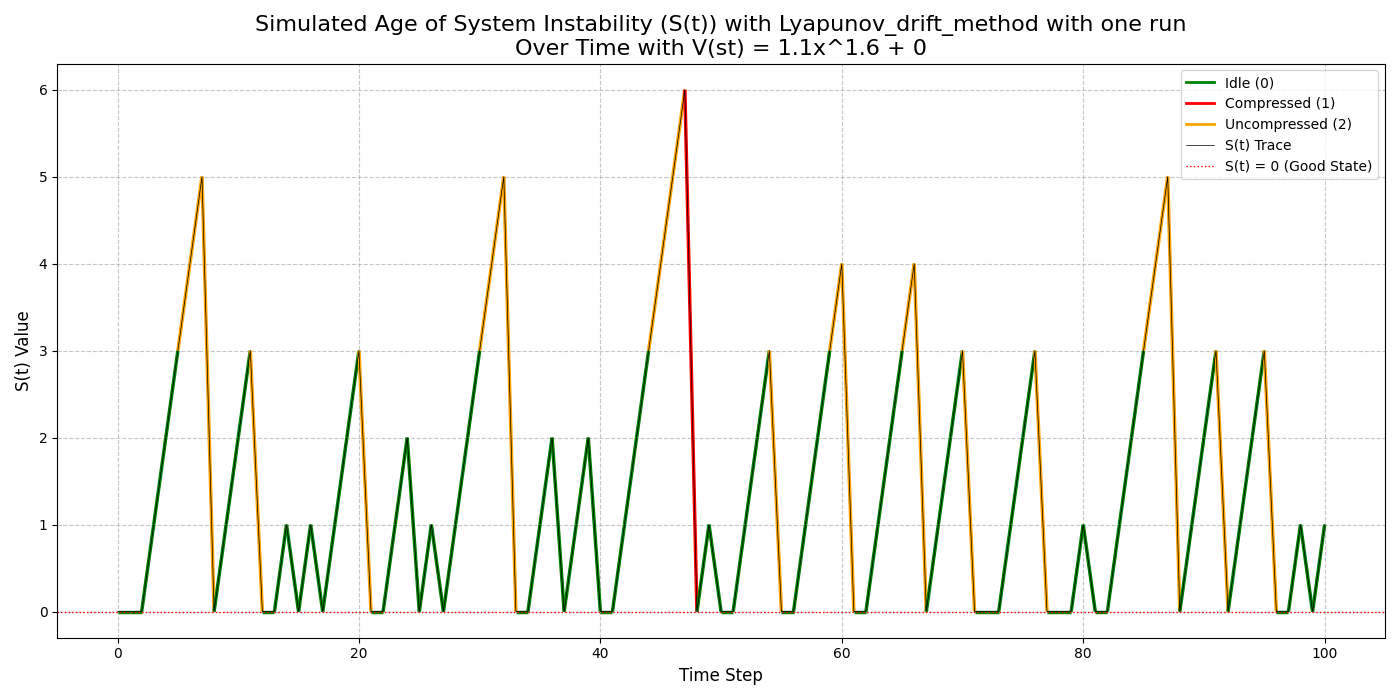 Simulated Age of System Instability (S(t)) with Lyapunov_drift_method with one run
Over Time with V(st) = 1.1x^1.6 + 0
Idle (0)
Compressed (1)
Uncompressed (2)
S(t) Trace
S(t) = 0 (Good State)
S(t) Value
6
5
4
3
2
1
0
0 20 40 60 80 100
Time Step